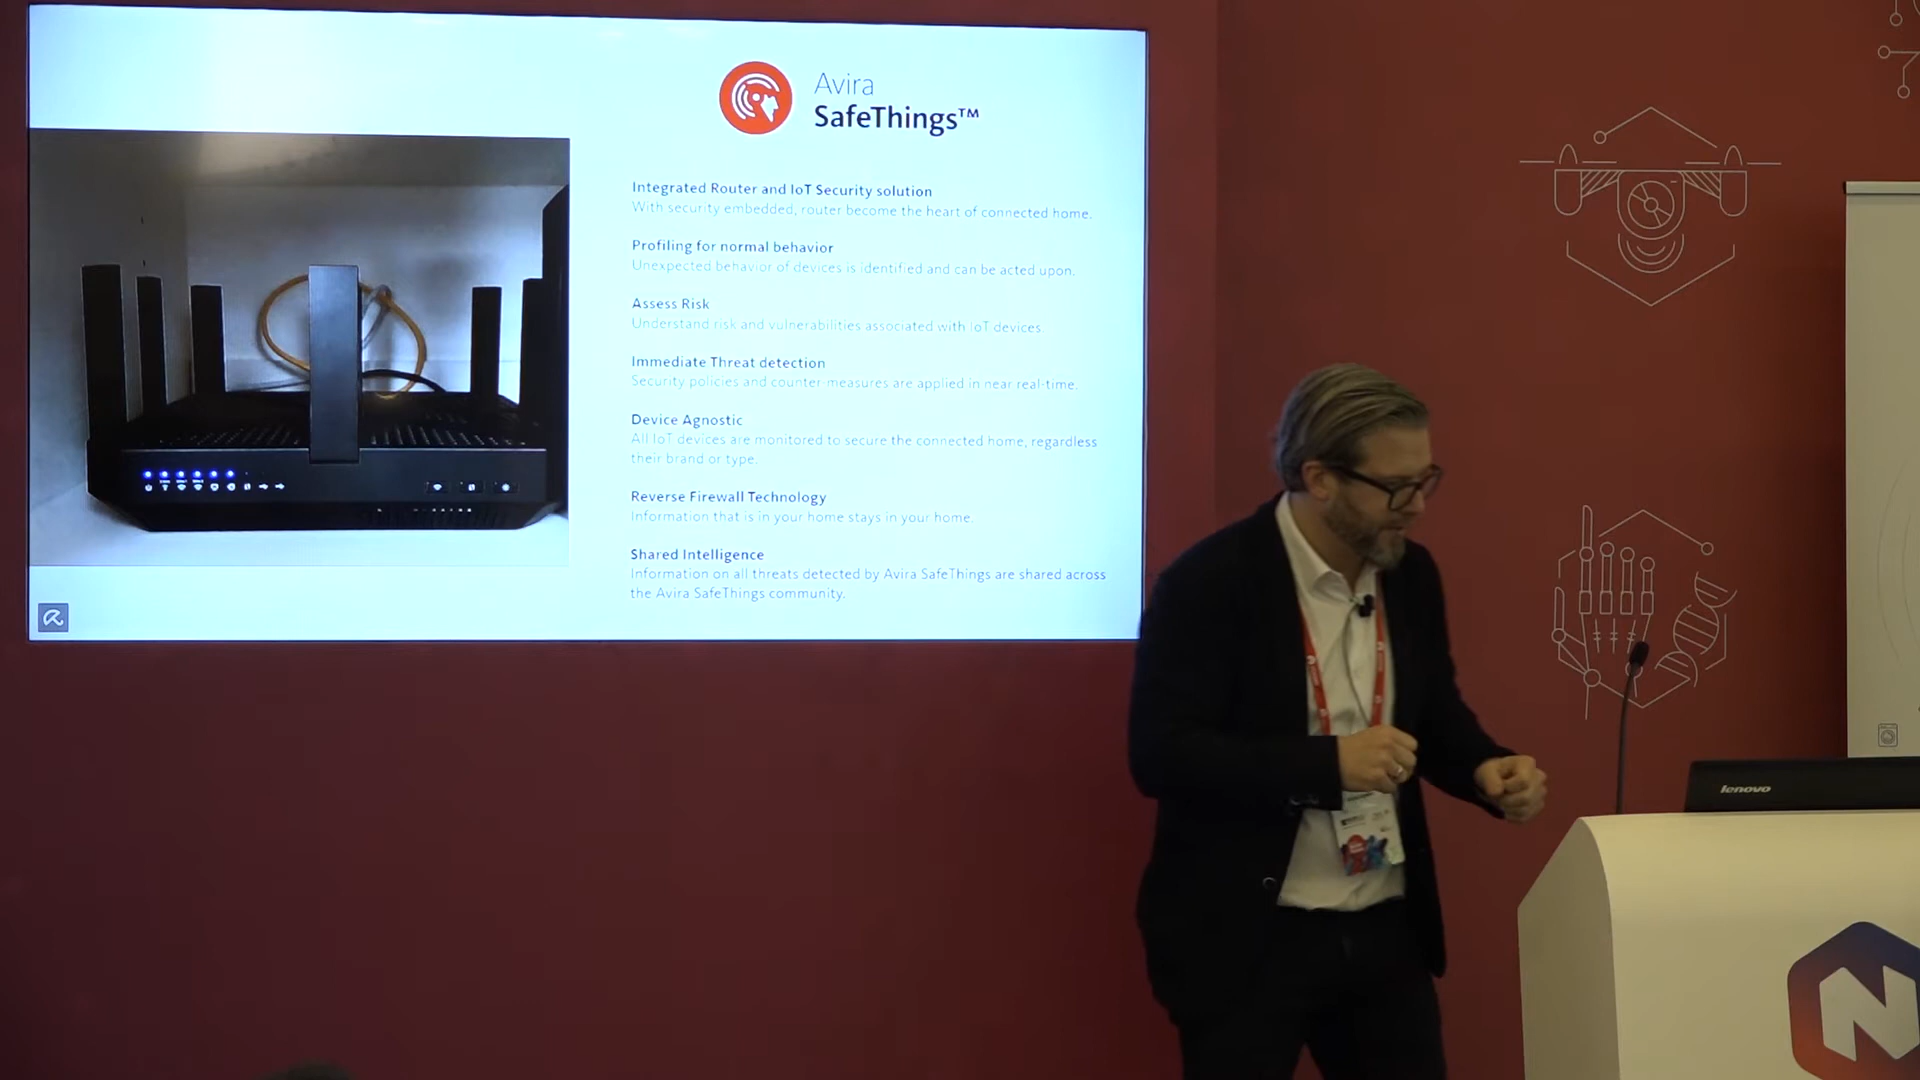 Avira
SafeThings™
Integrated Router and IoT Security solution
With security embedded, router become the heart of connected home.
Profiling for normal behavior
Unexpected behavior of devices is identified and can be acted upon.
Assess Risk
Understand risk and vulnerabilities associated with IoT devices.
Immediate Threat detection
Security policies and counter measures are applied in near real-time.
Device Agnostic
All IoT devices are monitored to secure the connected home, regardless
their brand or type.
Reverse Firewall Technology
Information that is in your home stays in your home.
Shared Intelligence
Information on all threats detected by Avira SafeThings are shared across
the Avira SafeThings community.
lenovo
N